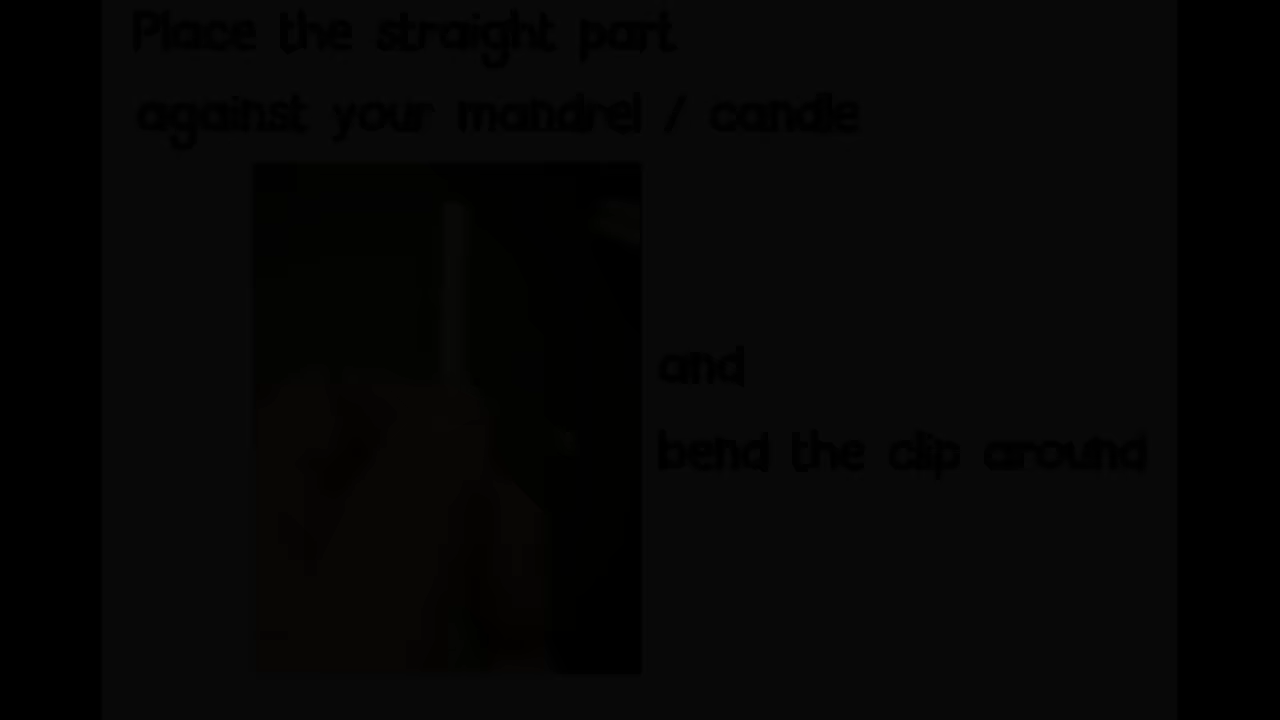 Place the straight part
against your mandrel / candle
and
bend the clip around